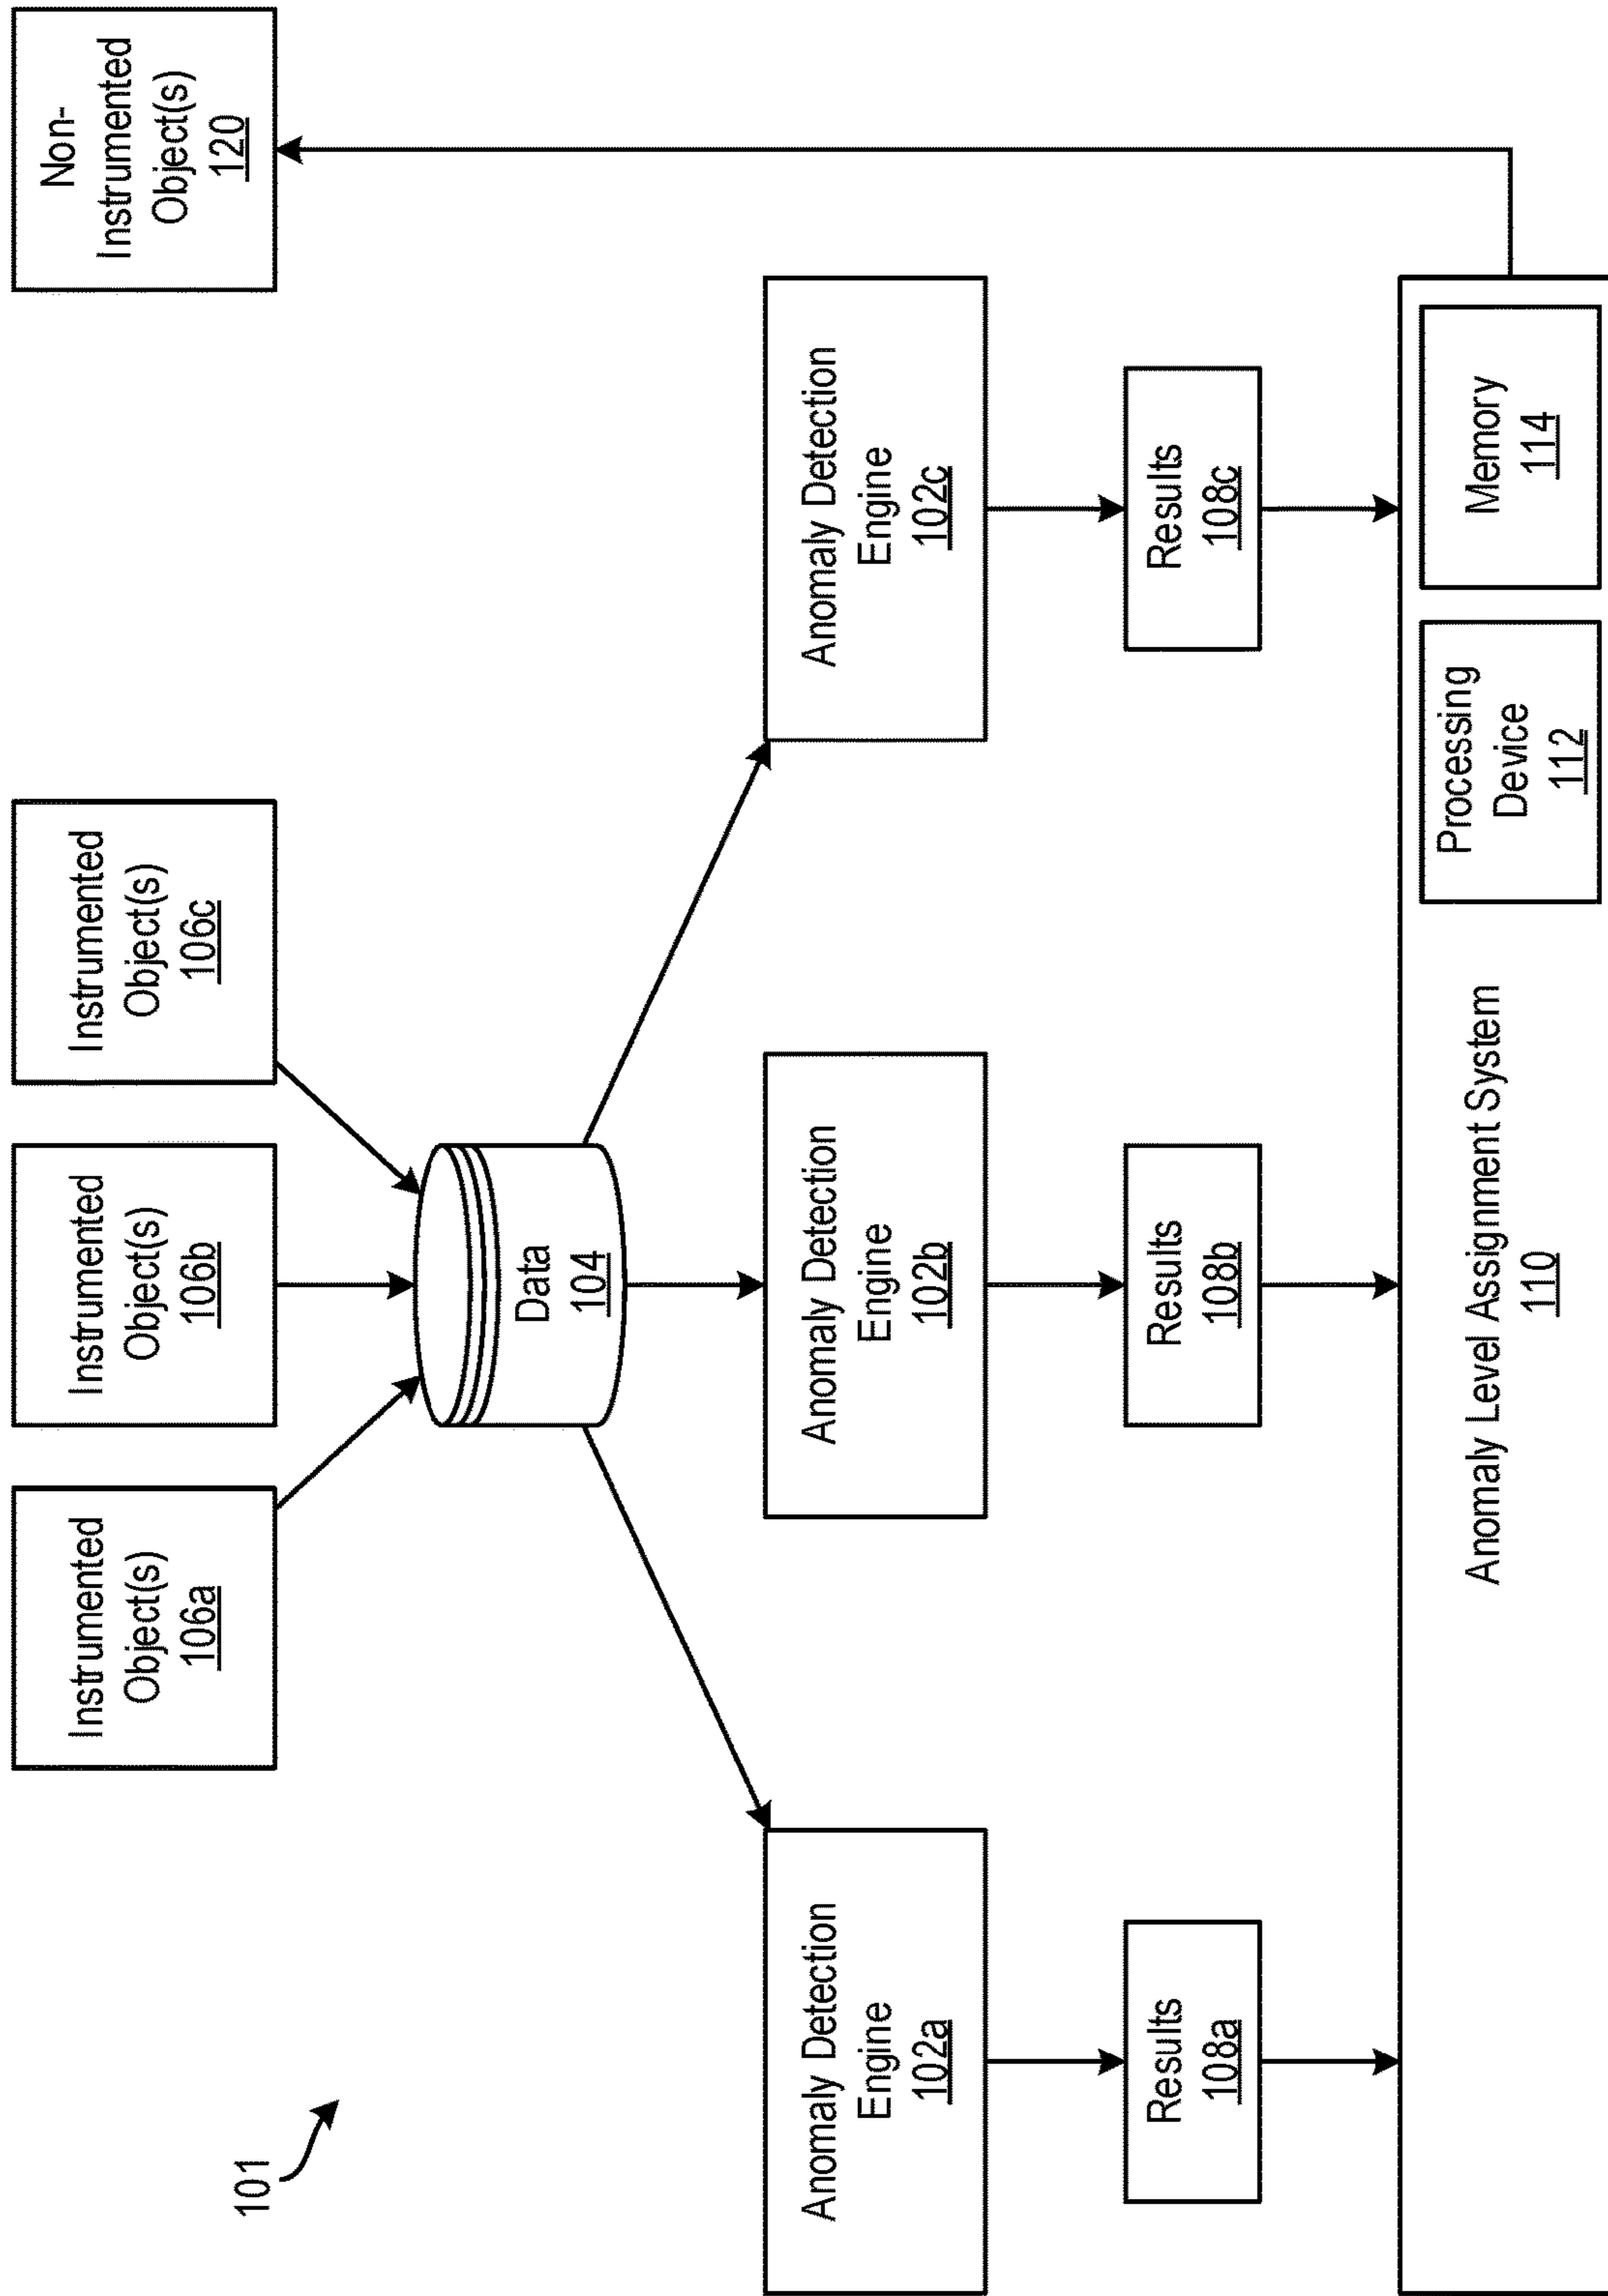 101
Instrumented
Object(s)
106a
Instrumented
Object(s)
106b
Instrumented
Object(s)
106c
Non-
Instrumented
Object(s)
120
Data
104
Anomaly Detection
Engine
102a
Anomaly Detection
Engine
102b
Anomaly Detection
Engine
102c
Results
108a
Results
108b
Results
108c
Anomaly Level Assignment System
110
Processing
Device
112
Memory
114